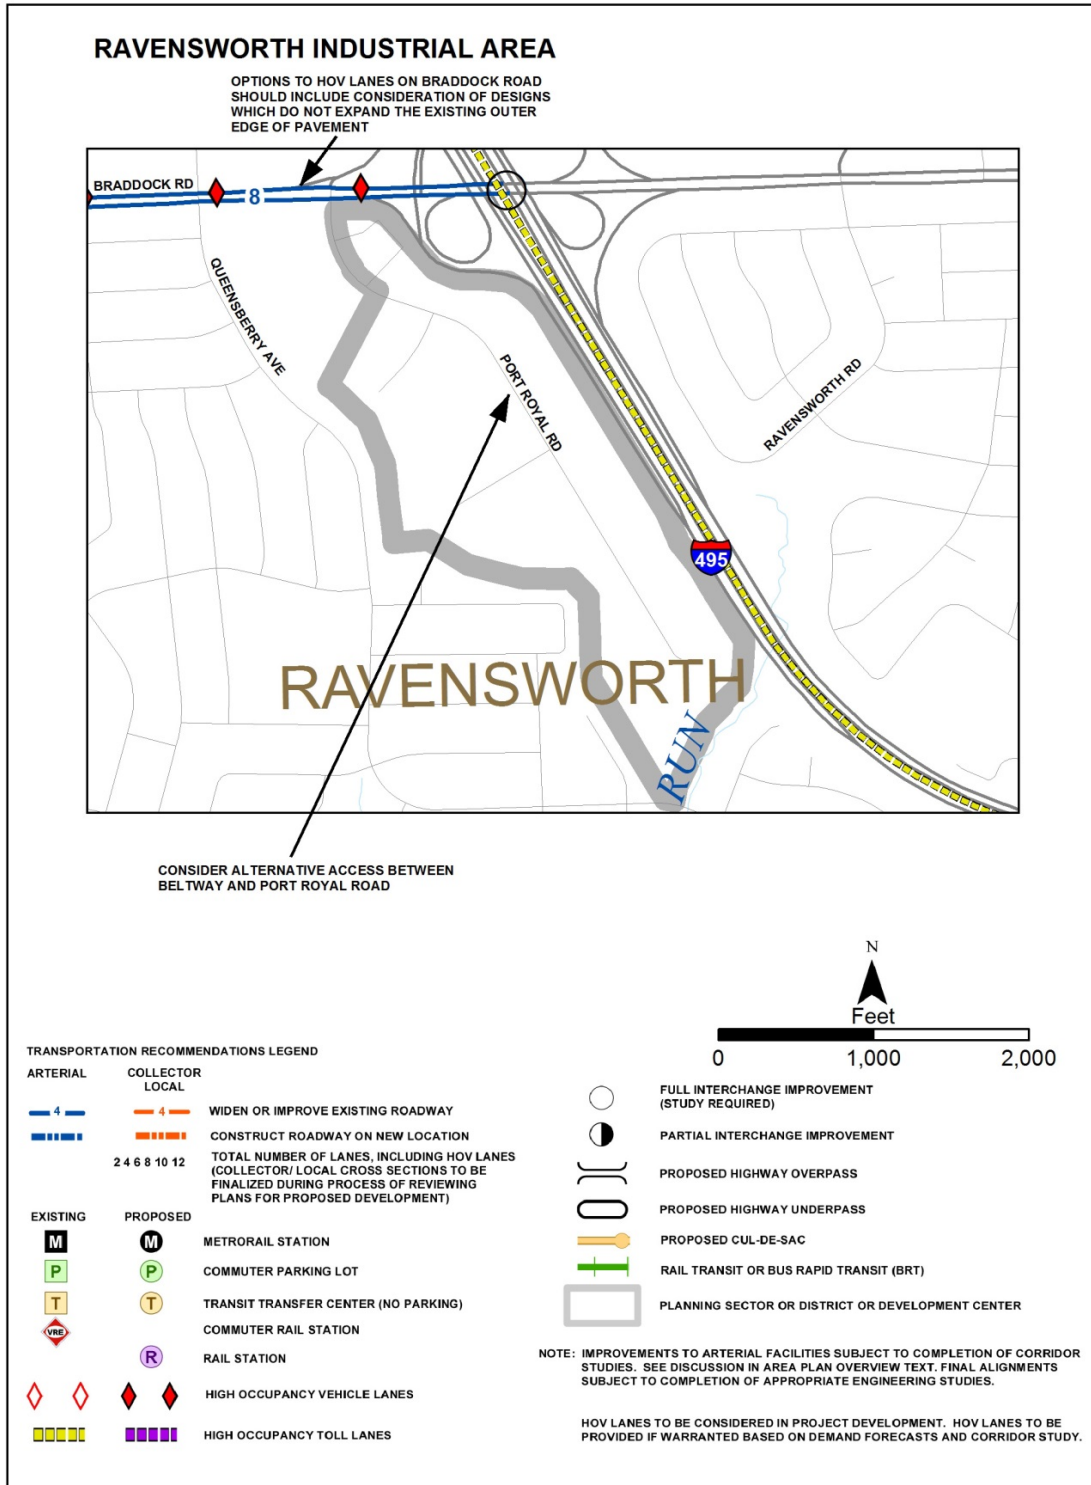 RAVENSWORTH INDUSTRIAL AREA
OPTIONS TO HOV LANES ON BRADDOCK ROAD
SHOULD INCLUDE CONSIDERATION OF DESIGNS
WHICH DO NOT EXPAND THE EXISTING OUTER
EDGE OF PAVEMENT
BRADDOCK RD
8
QUEENSBERRY AVE
PORT ROYAL RD
RAVENSWORTH RD
495
RAVENSWORTH
RUN
CONSIDER ALTERNATIVE ACCESS BETWEEN
BELTWAY AND PORT ROYAL ROAD
N
Feet
0 1,000 2,000
TRANSPORTATION RECOMMENDATIONS LEGEND
ARTERIAL COLLECTOR
LOCAL
4 4 WIDEN OR IMPROVE EXISTING ROADWAY
CONSTRUCT ROADWAY ON NEW LOCATION
2 4 6 8 10 12 TOTAL NUMBER OF LANES, INCLUDING HOV LANES
(COLLECTOR/ LOCAL CROSS SECTIONS TO BE
FINALIZED DURING PROCESS OF REVIEWING
PLANS FOR PROPOSED DEVELOPMENT)
EXISTING PROPOSED
M M METRORAIL STATION
P P COMMUTER PARKING LOT
T T TRANSIT TRANSFER CENTER (NO PARKING)
VRE COMMUTER RAIL STATION
R RAIL STATION
HIGH OCCUPANCY VEHICLE LANES
HIGH OCCUPANCY TOLL LANES
FULL INTERCHANGE IMPROVEMENT
(STUDY REQUIRED)
PARTIAL INTERCHANGE IMPROVEMENT
PROPOSED HIGHWAY OVERPASS
PROPOSED HIGHWAY UNDERPASS
PROPOSED CUL-DE-SAC
RAIL TRANSIT OR BUS RAPID TRANSIT (BRT)
PLANNING SECTOR OR DISTRICT OR DEVELOPMENT CENTER
NOTE: IMPROVEMENTS TO ARTERIAL FACILITIES SUBJECT TO COMPLETION OF CORRIDOR
STUDIES. SEE DISCUSSION IN AREA PLAN OVERVIEW TEXT. FINAL ALIGNMENTS
SUBJECT TO COMPLETION OF APPROPRIATE ENGINEERING STUDIES.
HOV LANES TO BE CONSIDERED IN PROJECT DEVELOPMENT. HOV LANES TO BE
PROVIDED IF WARRANTED BASED ON DEMAND FORECASTS AND CORRIDOR STUDY.